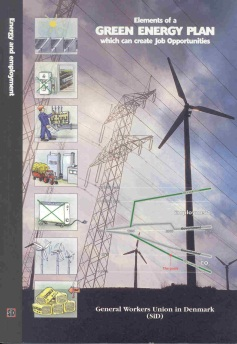 Energy and employment
Elements of a
GREEN ENERGY PLAN
which can create Job Opportunities
Employment
General Workers Union in Denmark
(SiD)